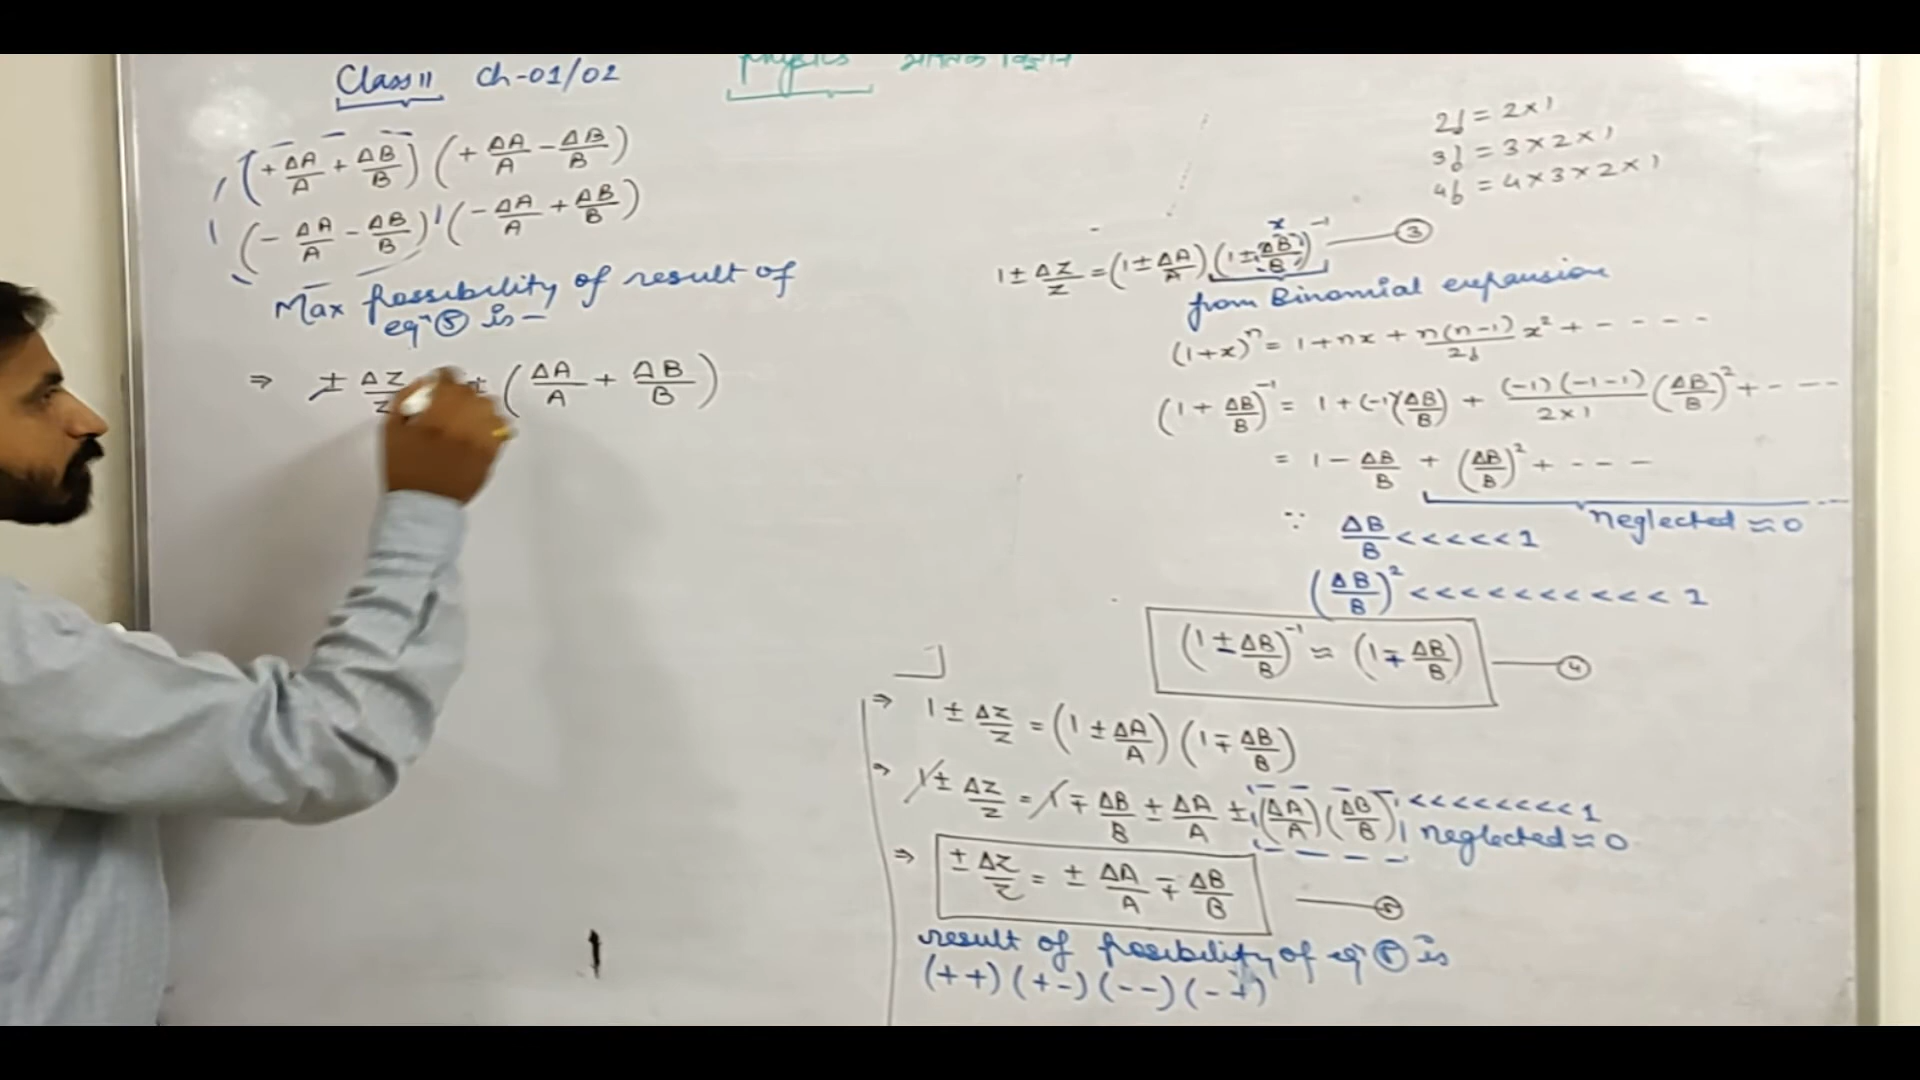 Class 11 Ch-01/02 Physics भौतिक विज्ञान
(+ΔA/A + ΔB/B) (+ΔA/A − ΔB/B)
(−ΔA/A − ΔB/B) (−ΔA/A + ΔB/B)
Max possibility of result of
eqⁿ ⑤ is −
⇒ ± ΔZ/Z ± (ΔA/A + ΔB/B)
2! = 2×1
3! = 3×2×1
4! = 4×3×2×1
x
1 ± ΔZ/Z = (1 ± ΔA/A) (1 ± ΔB/B)⁻¹ — ③
from Binomial expansion
(1+x)ⁿ = 1 + nx + n(n−1)/2! x² + - - - -
(1 + ΔB/B)⁻¹ = 1 + (−1)(ΔB/B) + (−1)(−1−1)/2×1 (ΔB/B)² + - - - -
= 1 − ΔB/B + (ΔB/B)² + - - - -
neglected ≈ 0
∵ ΔB/B <<<<< 1
(ΔB/B)² <<<<<<<<<< 1
(1 ± ΔB/B)⁻¹ ≈ (1 ∓ ΔB/B) — ④
⇒ 1 ± ΔZ/Z = (1 ± ΔA/A) (1 ∓ ΔB/B)
⇒ 1 ± ΔZ/Z = 1 ∓ ΔB/B ± ΔA/A ± (ΔA/A)(ΔB/B) <<<<<<<< 1
neglected ≈ 0
⇒ ± ΔZ/Z = ± ΔA/A ∓ ΔB/B — ⑤
result of possibility of eqⁿ ⑤ is
(++) (+−) (−−) (−+)